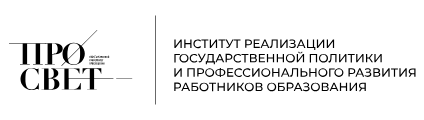 ПРО
СВЕТ
ИНСТИТУТ РЕАЛИЗАЦИИ
ГОСУДАРСТВЕННОЙ ПОЛИТИКИ
И ПРОФЕССИОНАЛЬНОГО РАЗВИТИЯ
РАБОТНИКОВ ОБРАЗОВАНИЯ